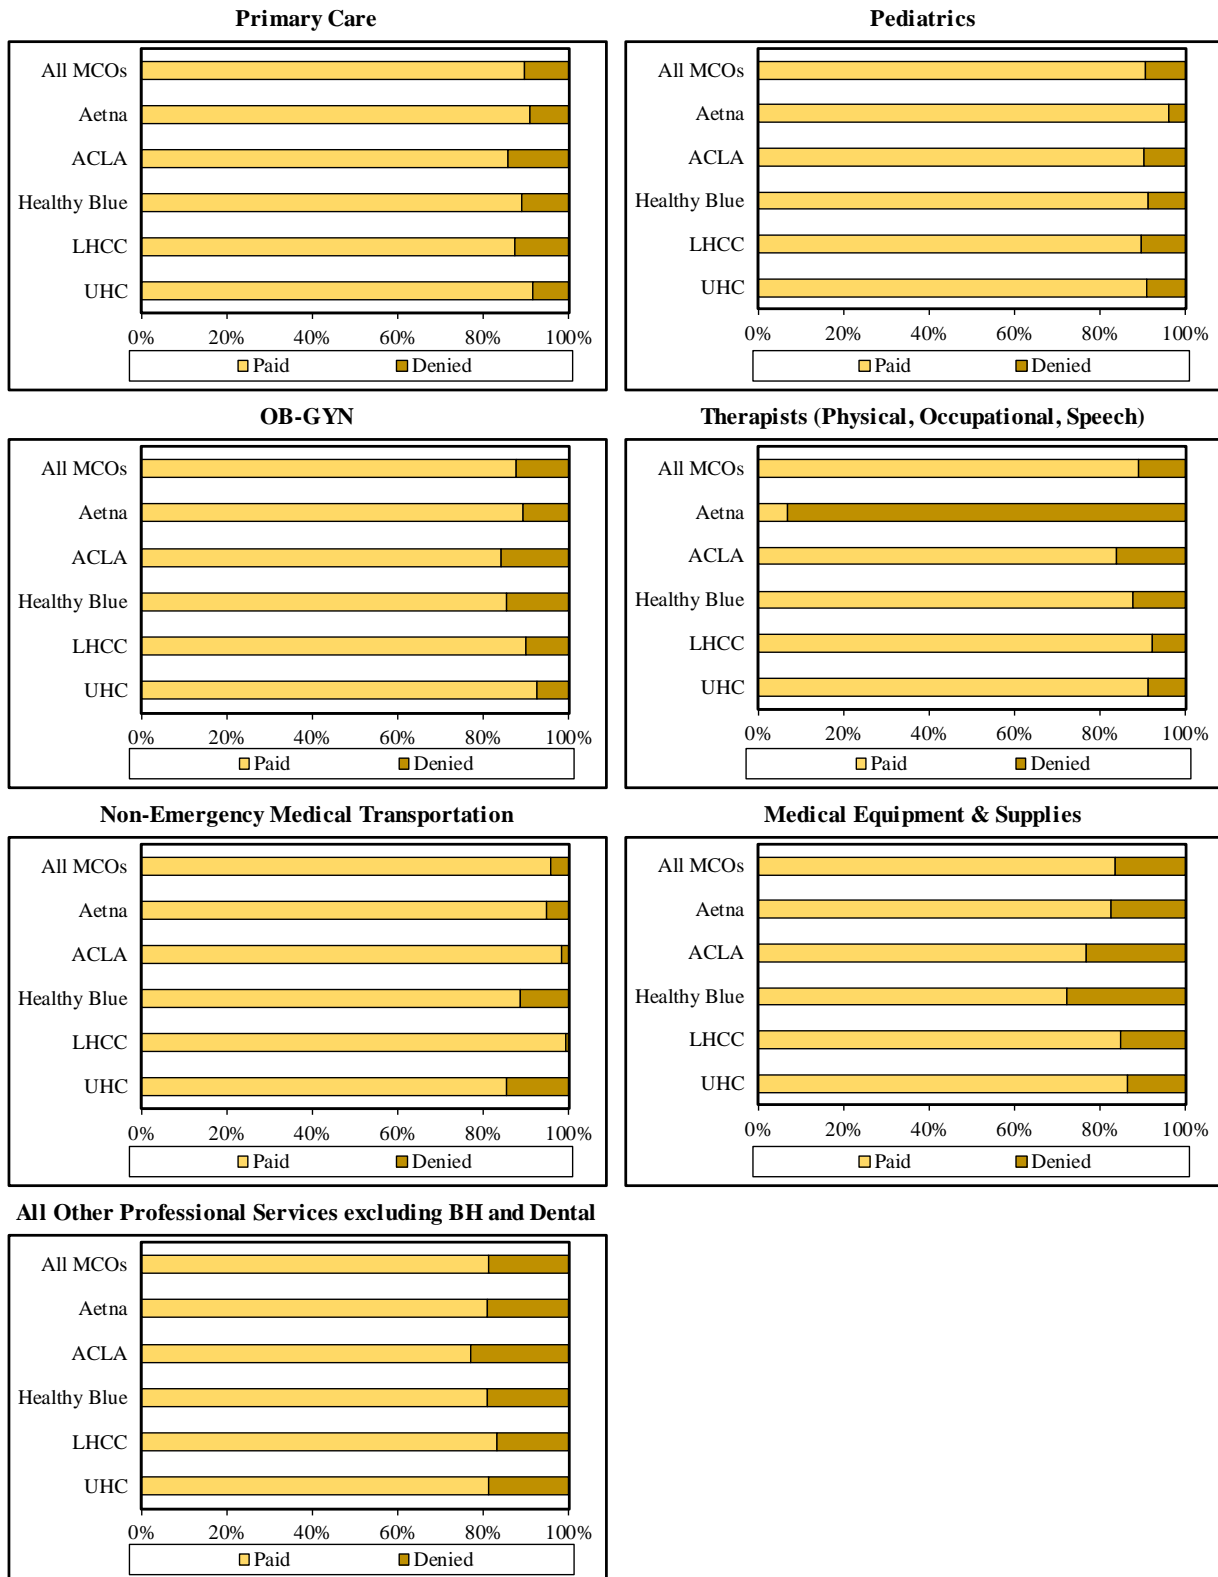 Primary Care
All MCOs
Aetna
ACLA
Healthy Blue
LHCC
UHC
0% 20% 40% 60% 80% 100%
Paid Denied
Pediatrics
All MCOs
Aetna
ACLA
Healthy Blue
LHCC
UHC
0% 20% 40% 60% 80% 100%
Paid Denied
OB-GYN
All MCOs
Aetna
ACLA
Healthy Blue
LHCC
UHC
0% 20% 40% 60% 80% 100%
Paid Denied
Therapists (Physical, Occupational, Speech)
All MCOs
Aetna
ACLA
Healthy Blue
LHCC
UHC
0% 20% 40% 60% 80% 100%
Paid Denied
Non-Emergency Medical Transportation
All MCOs
Aetna
ACLA
Healthy Blue
LHCC
UHC
0% 20% 40% 60% 80% 100%
Paid Denied
Medical Equipment & Supplies
All MCOs
Aetna
ACLA
Healthy Blue
LHCC
UHC
0% 20% 40% 60% 80% 100%
Paid Denied
All Other Professional Services excluding BH and Dental
All MCOs
Aetna
ACLA
Healthy Blue
LHCC
UHC
0% 20% 40% 60% 80% 100%
Paid Denied